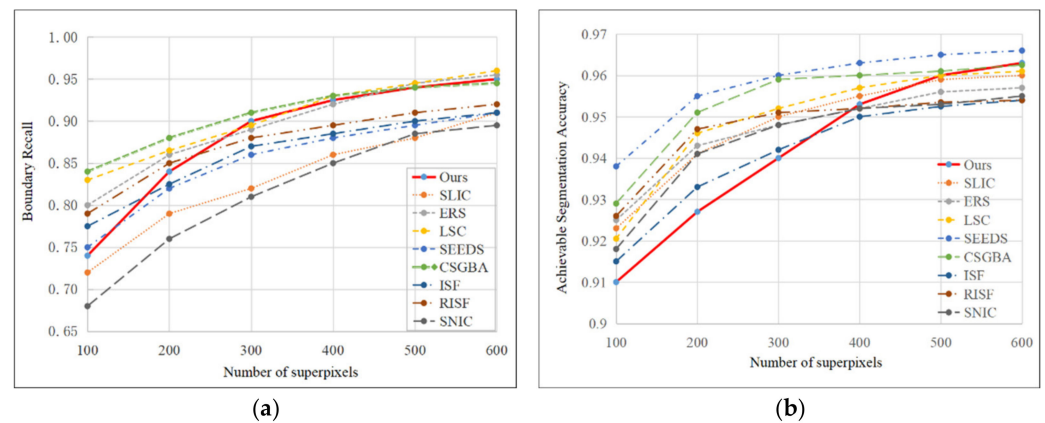 1. 00
0. 95
0. 90
0. 85
0. 80
0. 75
0. 70
0. 65
Boundary Recall
100 200 300 400 500 600
Number of superpixels
Ours
SLIC
ERS
LSC
SEEDS
CSGBA
ISF
RISF
SNIC
(a)
0.97
0.96
0.95
0.94
0.93
0.92
0.91
0.9
Achievable Segmentation Accuracy
100 200 300 400 500 600
Number of superpixels
Ours
SLIC
ERS
LSC
SEEDS
CSGBA
ISF
RISF
SNIC
(b)